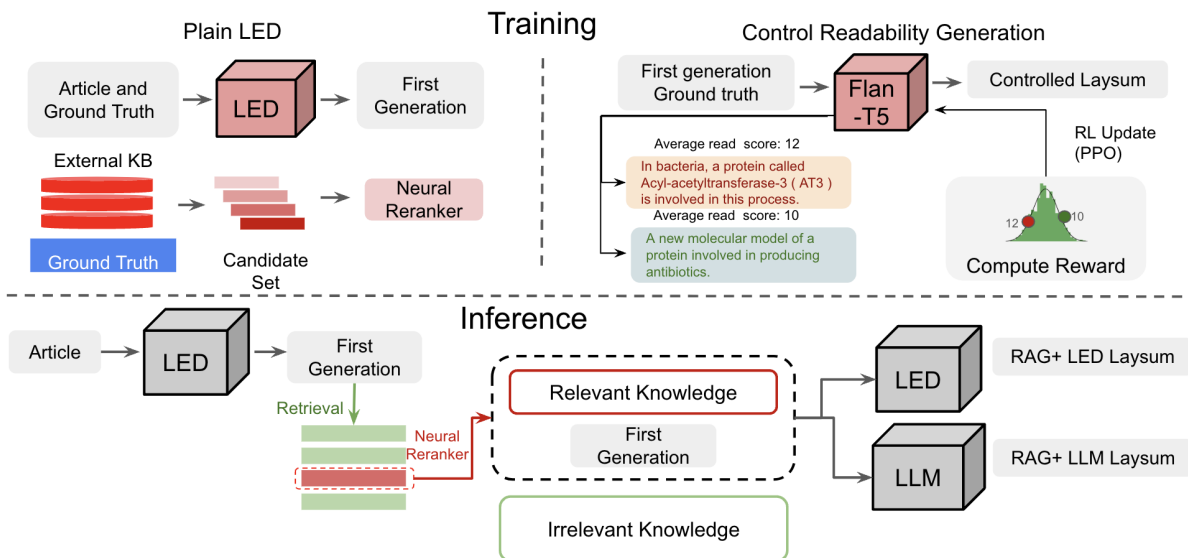 Training
Plain LED
Article and
Ground Truth
LED
First
Generation
External KB
Ground Truth
Candidate
Set
Neural
Reranker
Control Readability Generation
First generation
Ground truth
Flan
-T5
Controlled Laysum
Average read score: 12
In bacteria, a protein called
Acyl-acetyltransferase-3 ( AT3 )
is involved in this process.
Average read score: 10
A new molecular model of a
protein involved in producing
antibiotics.
RL Update
(PPO)
12
10
Compute Reward
Inference
Article
LED
First
Generation
Retrieval
Neural
Reranker
Relevant Knowledge
First
Generation
Irrelevant Knowledge
LED
RAG+ LED Laysum
LLM
RAG+ LLM Laysum